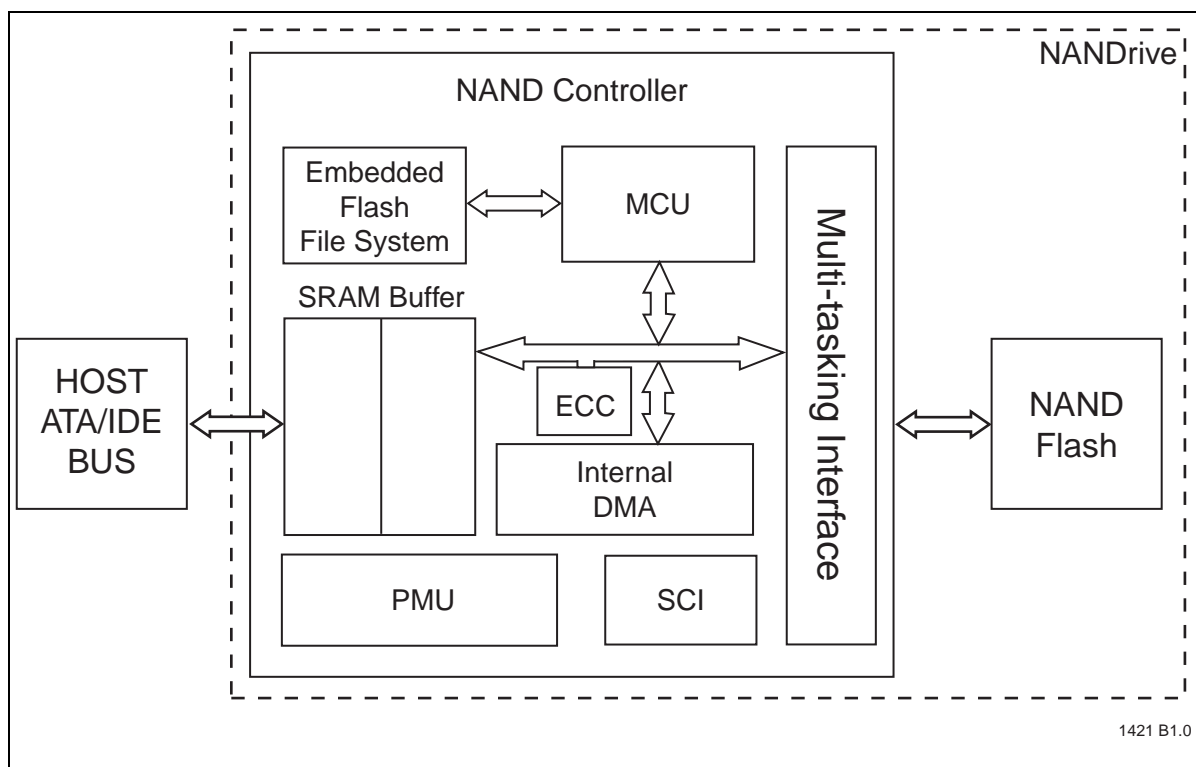 NANDrive
NAND Controller
Embedded
Flash
File System
MCU
Multi-tasking Interface
SRAM Buffer
HOST
ATA/IDE
BUS
ECC
NAND
Flash
Internal
DMA
PMU
SCI
1421 B1.0